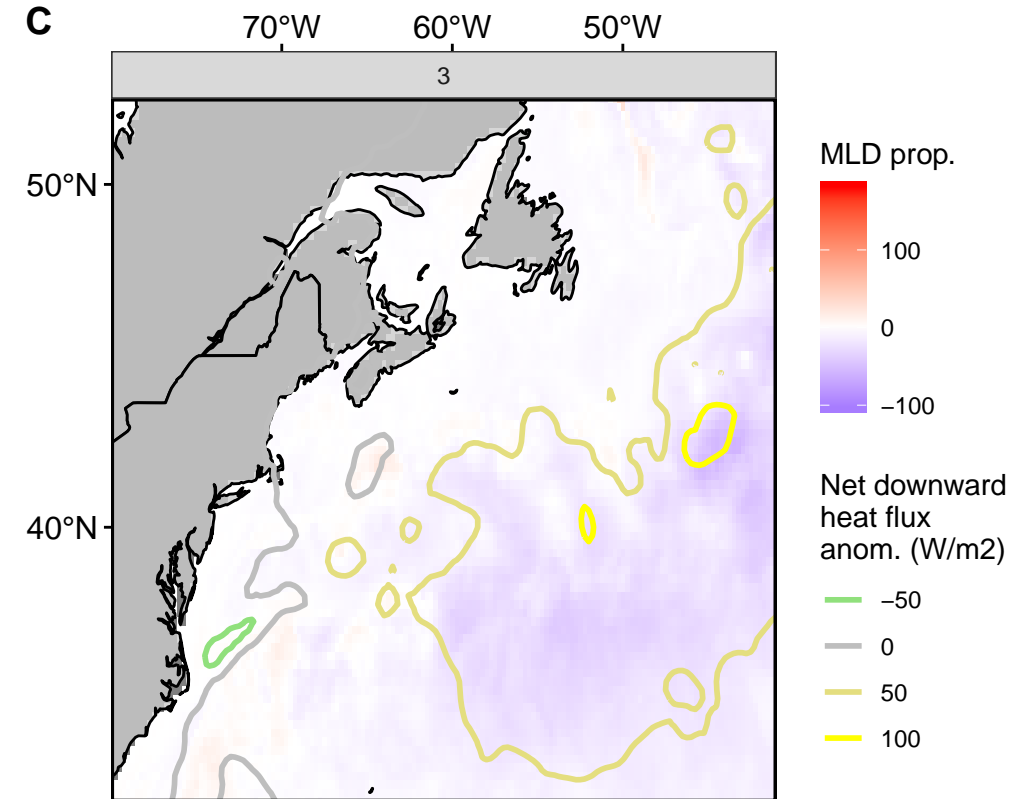 C
70°W 60°W 50°W
3
50°N
40°N
MLD prop.
100
0
−100
Net downward
heat flux
anom. (W/m2)
−50
0
50
100